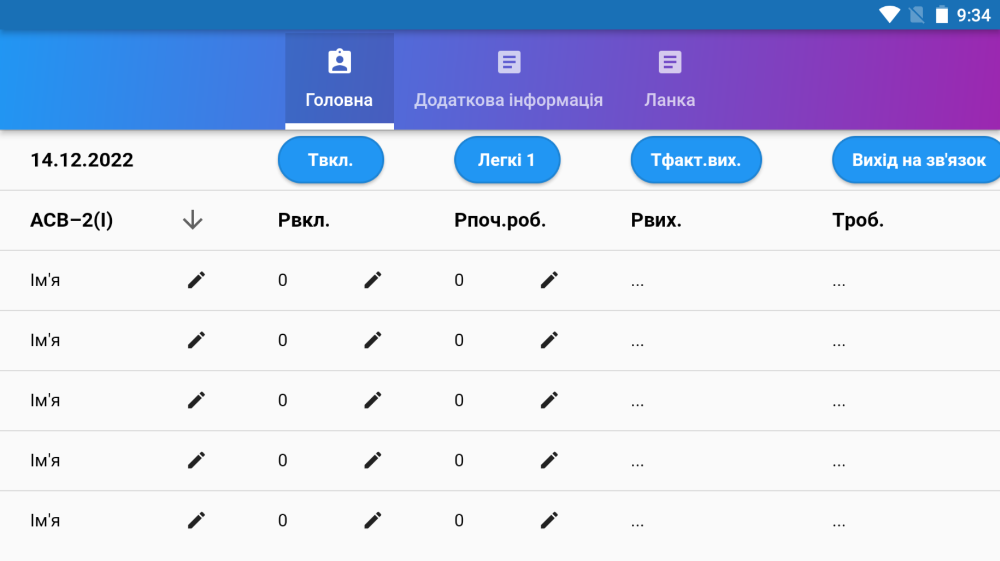 9:34
Головна Додаткова інформація Ланка
14.12.2022 Твкл. Легкі 1 Тфакт.вих. Вихід на зв'язок
АСВ–2(І) Рвкл. Рпоч.роб. Рвих. Троб.
Ім'я 0 0 ... ...
Ім'я 0 0 ... ...
Ім'я 0 0 ... ...
Ім'я 0 0 ... ...
Ім'я 0 0 ... ...